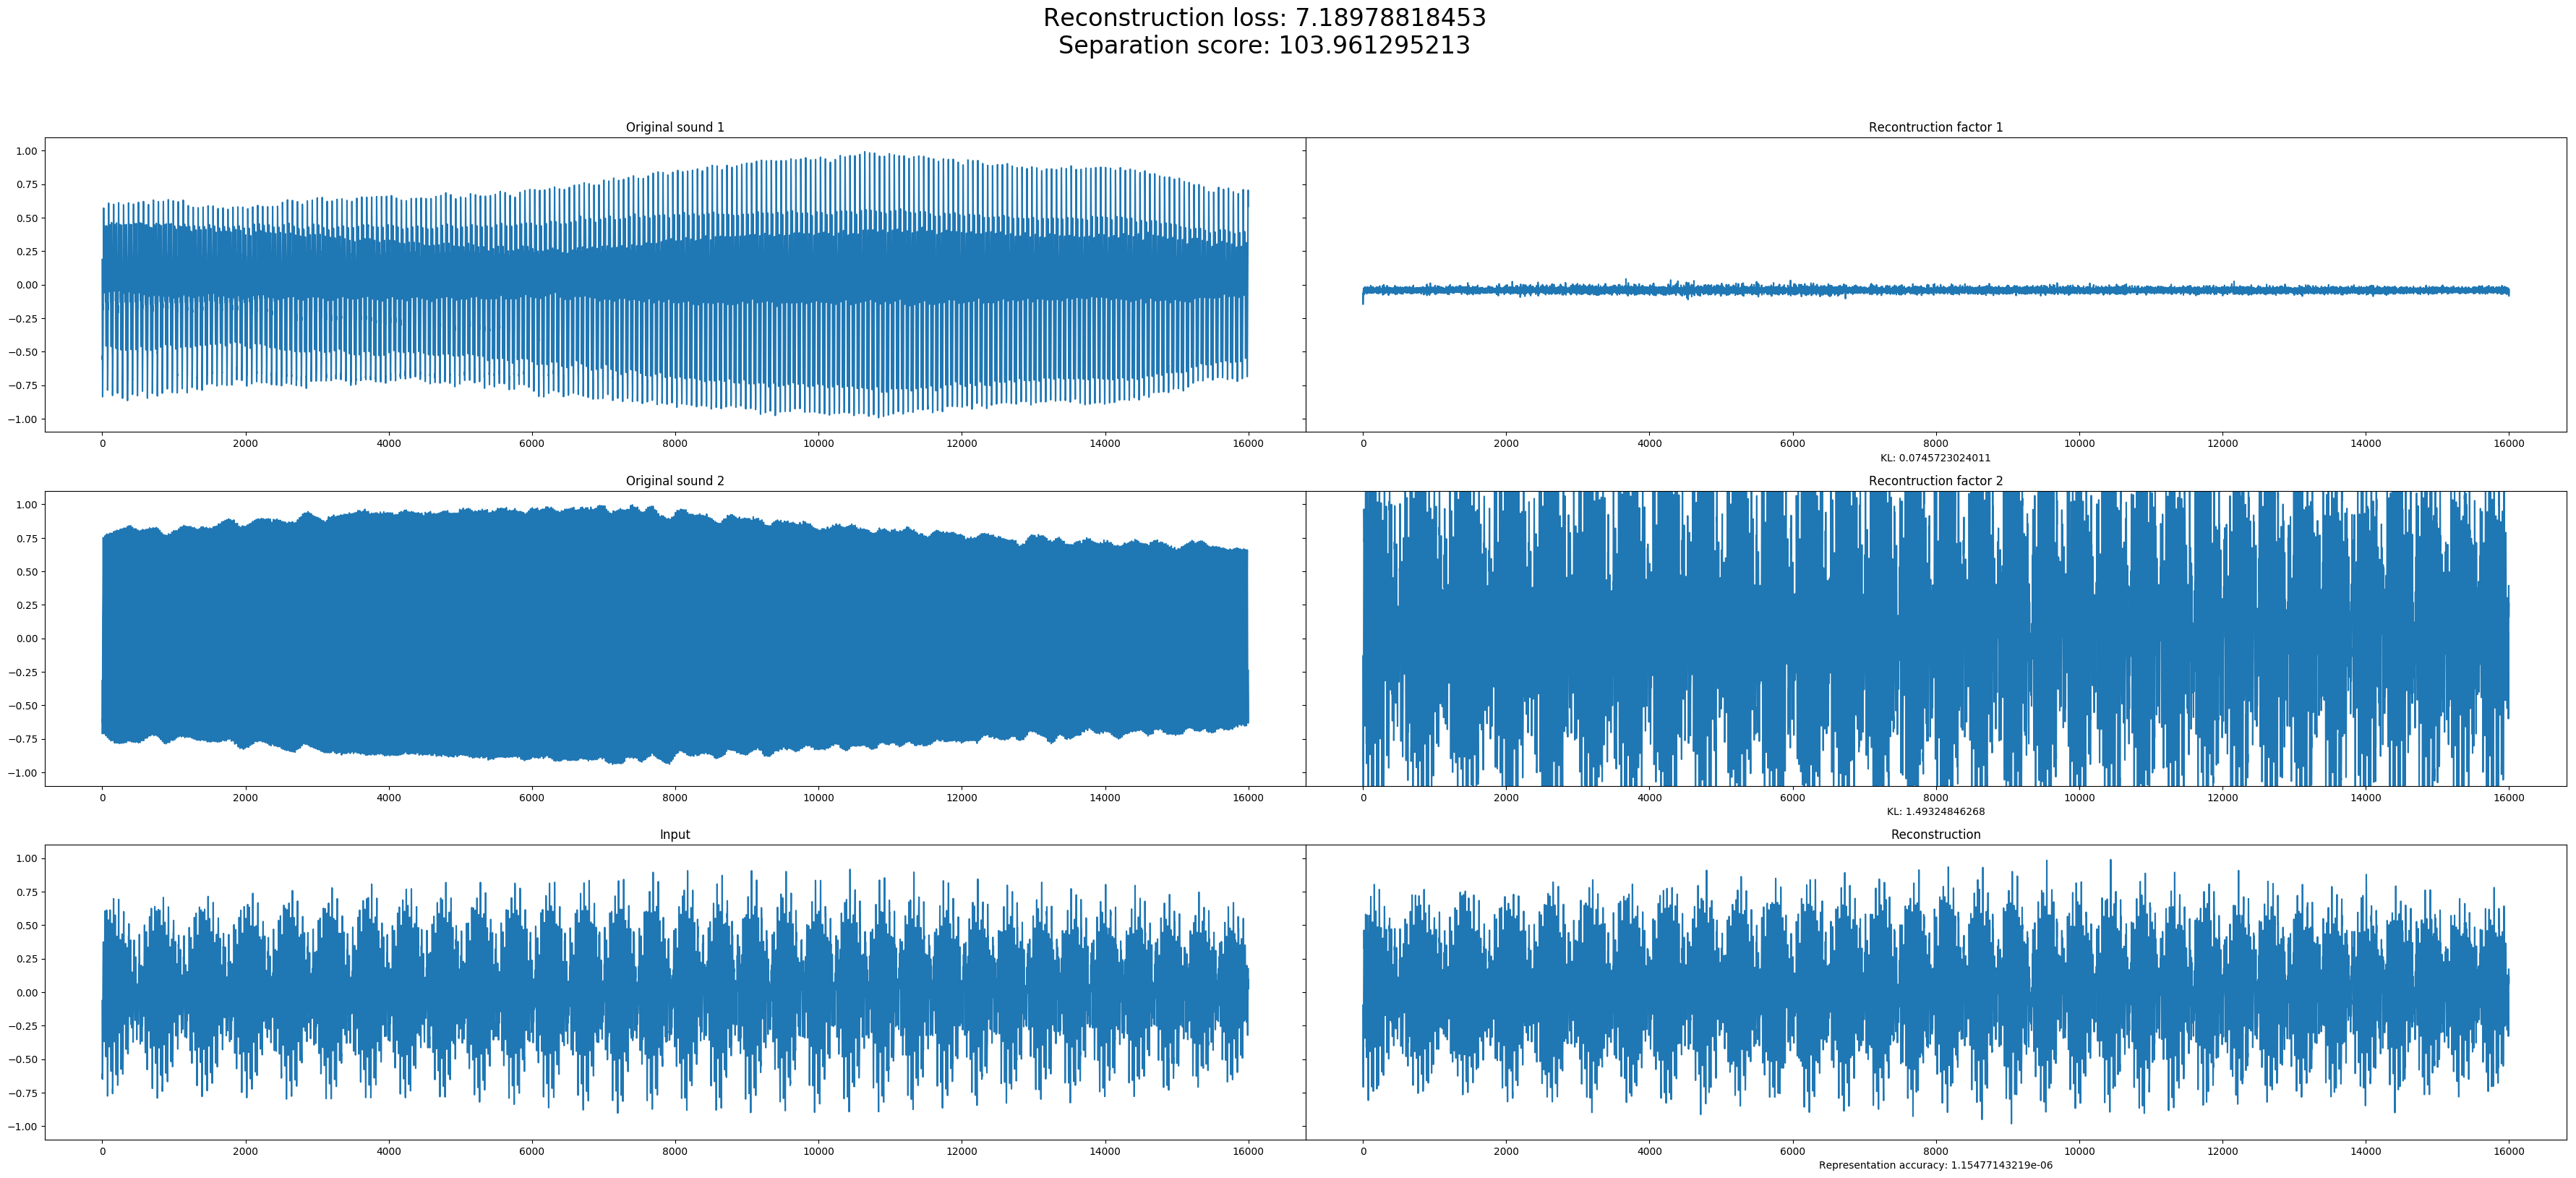 Reconstruction loss: 7.18978818453
Separation score: 103.961295213
Original sound 1
Recontruction factor 1
1.00
0.75
0.50
0.25
0.00
−0.25
−0.50
−0.75
−1.00
0 2000 4000 6000 8000 10000 12000 14000 16000
0 2000 4000 6000 8000 10000 12000 14000 16000
KL: 0.0745723024011
Original sound 2
Recontruction factor 2
1.00
0.75
0.50
0.25
0.00
−0.25
−0.50
−0.75
−1.00
0 2000 4000 6000 8000 10000 12000 14000 16000
0 2000 4000 6000 8000 10000 12000 14000 16000
KL: 1.49324846268
Input
Reconstruction
1.00
0.75
0.50
0.25
0.00
−0.25
−0.50
−0.75
−1.00
0 2000 4000 6000 8000 10000 12000 14000 16000
0 2000 4000 6000 8000 10000 12000 14000 16000
Representation accuracy: 1.15477143219e-06